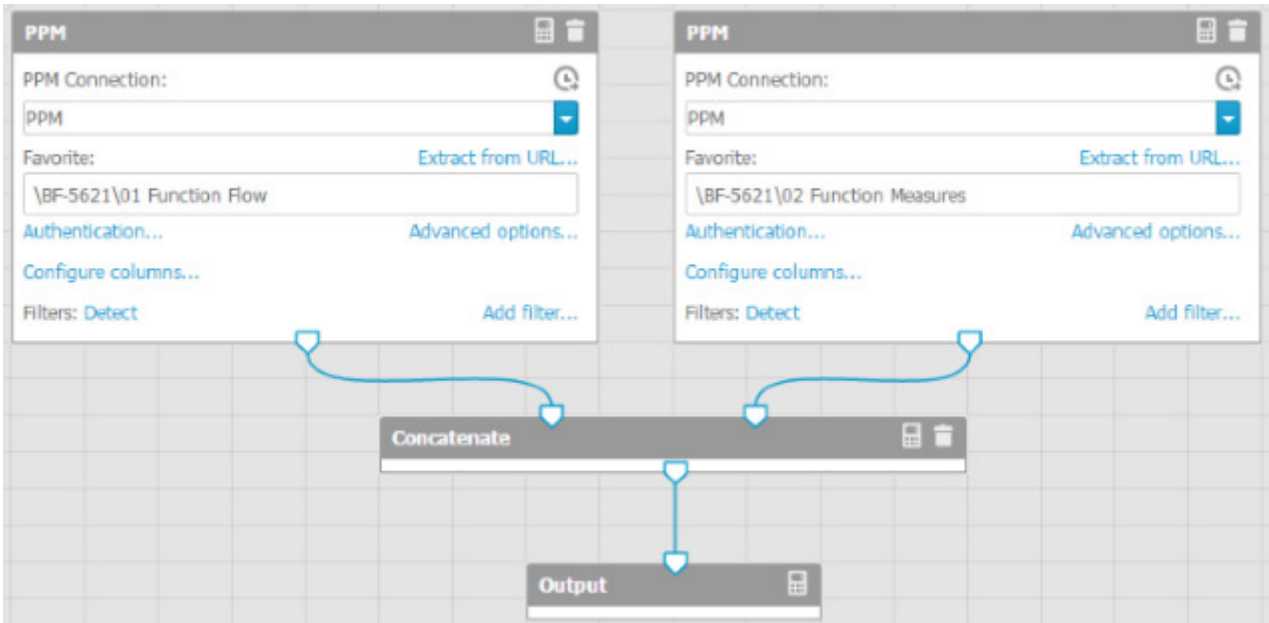 PPM
PPM Connection:
PPM
Favorite: Extract from URL...
\BF-5621\01 Function Flow
Authentication... Advanced options...
Configure columns...
Filters: Detect Add filter...
PPM
PPM Connection:
PPM
Favorite: Extract from URL...
\BF-5621\02 Function Measures
Authentication... Advanced options...
Configure columns...
Filters: Detect Add filter...
Concatenate
Output